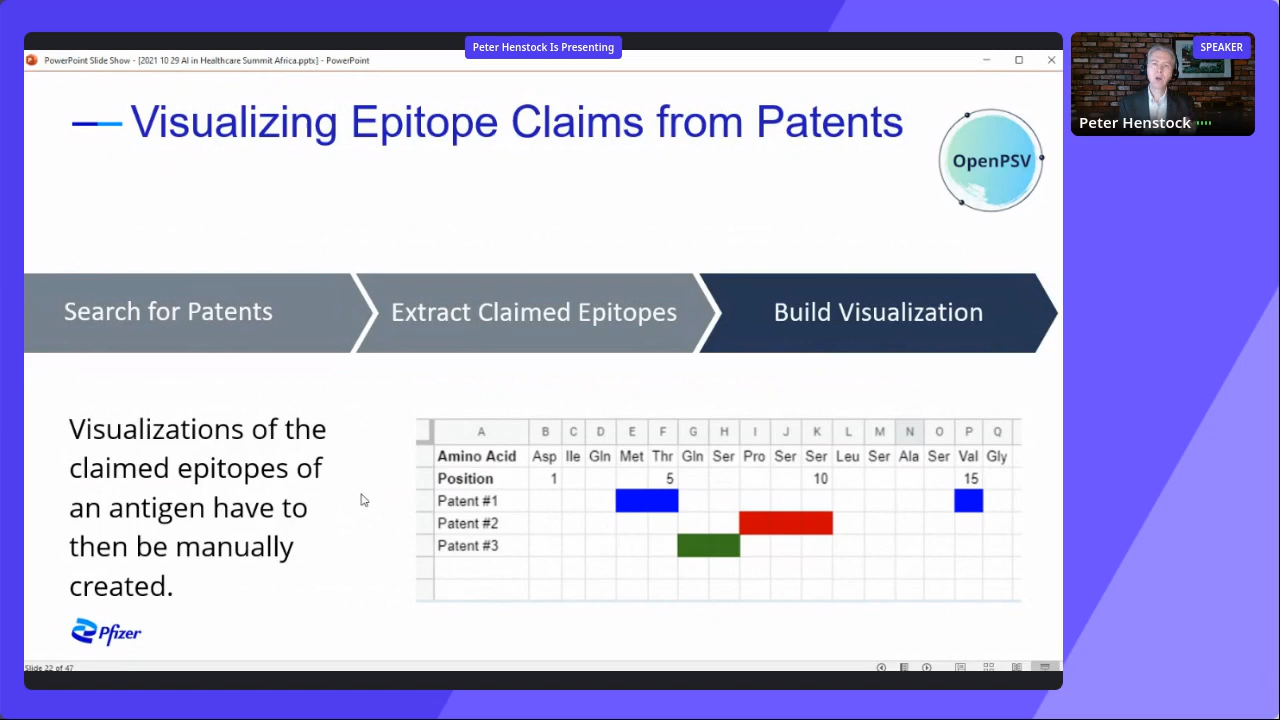 Peter Henstock Is Presenting
PowerPoint Slide Show - [2021 10 29 AI in Healthcare Summit Africa.pptx] - PowerPoint
SPEAKER
Peter Henstock
Visualizing Epitope Claims from Patents
OpenPSV
Search for Patents
Extract Claimed Epitopes
Build Visualization
Visualizations of the
claimed epitopes of
an antigen have to
then be manually
created.
A B C D E F G H I J K L M N O P Q
Amino Acid Asp Ile Gln Met Thr Gln Ser Pro Ser Ser Leu Ser Ala Ser Val Gly
Position 1 5 10 15
Patent #1
Patent #2
Patent #3
Pfizer
Slide 22 of 47